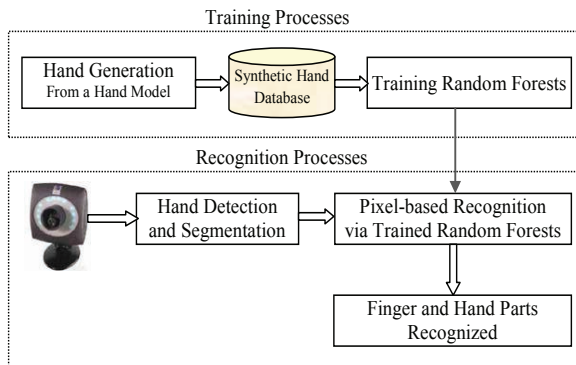 Training Processes
Hand Generation
From a Hand Model
Synthetic Hand
Database
Training Random Forests
Recognition Processes
Hand Detection
and Segmentation
Pixel-based Recognition
via Trained Random Forests
Finger and Hand Parts
Recognized